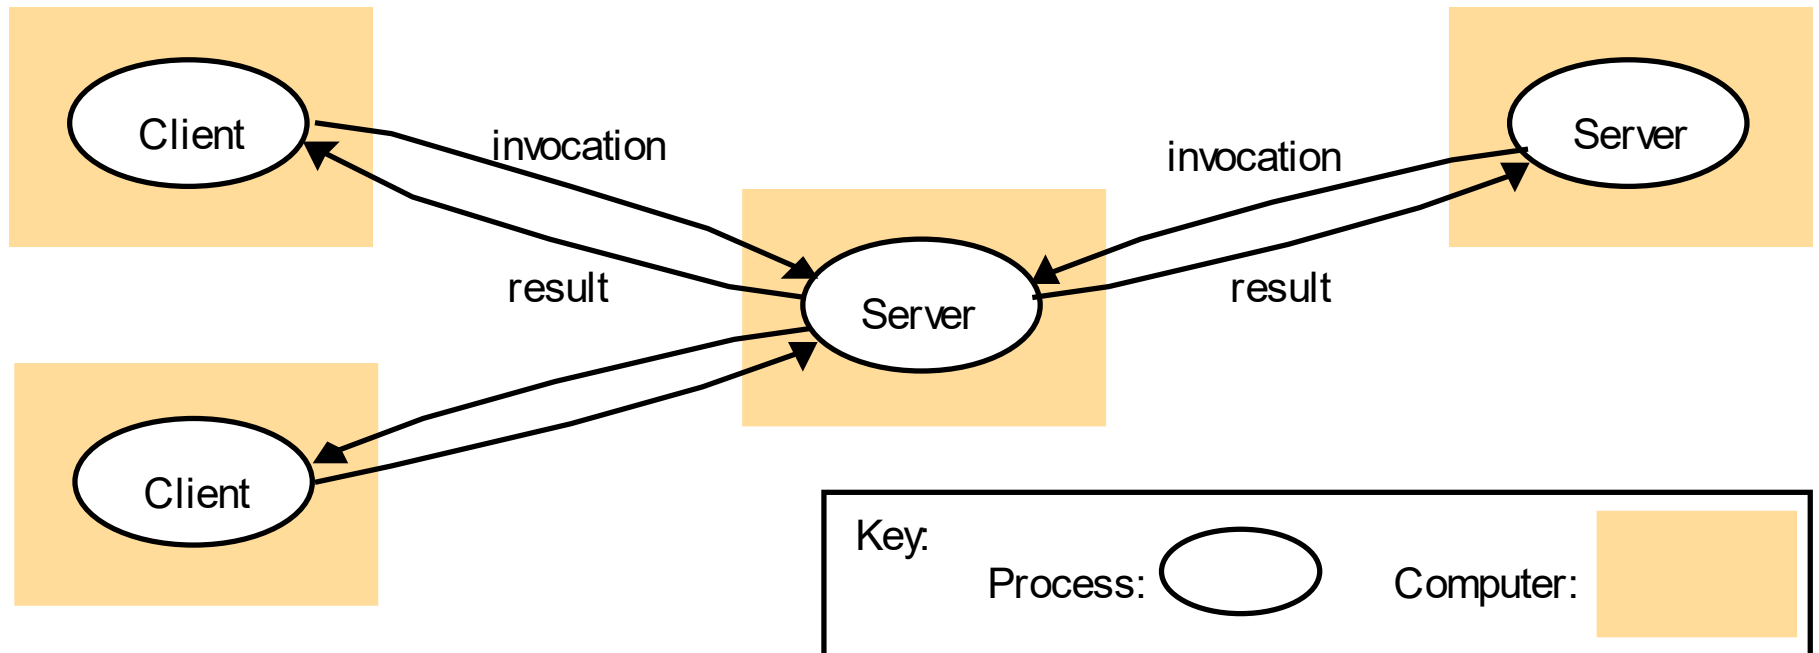 Client
invocation
invocation
Server
result
Server
result
Client
Key:
Process:
Computer: